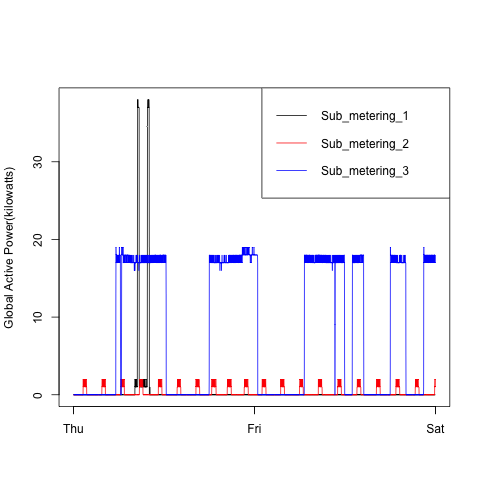 Sub_metering_1
Sub_metering_2
Sub_metering_3
Global Active Power(kilowatts)
30
20
10
0
Thu
Fri
Sat